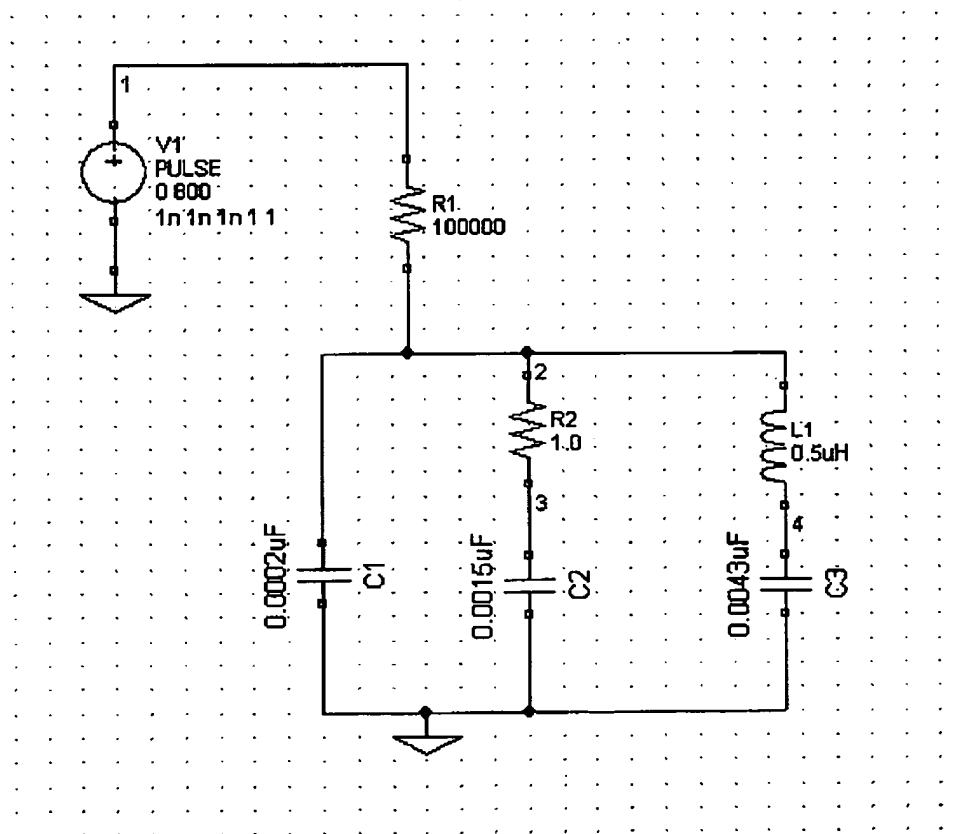 1
V1
PULSE
0 800
1n 1n 1n 1 1
R1
100000
2
R2
1.0
L1
0.5uH
3
4
0.0002uF
C1
0.0015uF
C2
0.0043uF
C3